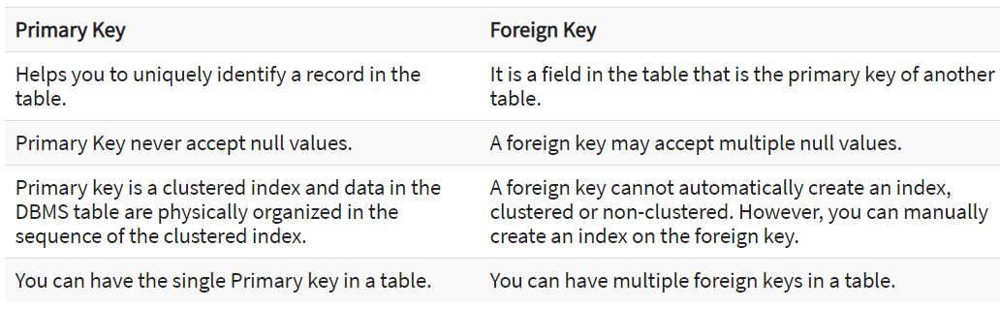 Primary Key
Foreign Key
Helps you to uniquely identify a record in the
table.
It is a field in the table that is the primary key of another
table.
Primary Key never accept null values.
A foreign key may accept multiple null values.
Primary key is a clustered index and data in the
DBMS table are physically organized in the
sequence of the clustered index.
A foreign key cannot automatically create an index,
clustered or non-clustered. However, you can manually
create an index on the foreign key.
You can have the single Primary key in a table.
You can have multiple foreign keys in a table.